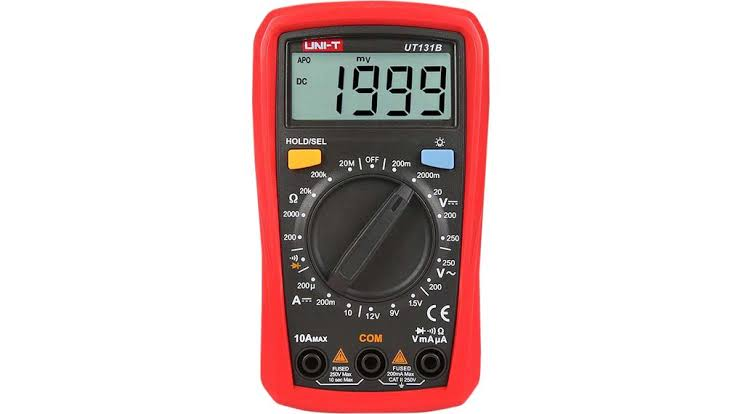 UNI-T UT131B
APO mV
DC 1999
HOLD/SEL
20M OFF 200m
200k 2000m
20k 20
Ω V⎓
2000 200
200 250
250
V~
200µ 200
A⎓ 200m 10 12V 9V 1.5V CE
Ω
10AMAX COM VmAµA
FUSED FUSED
250V Max 200mA Max
10 sec Max CAT II 250V